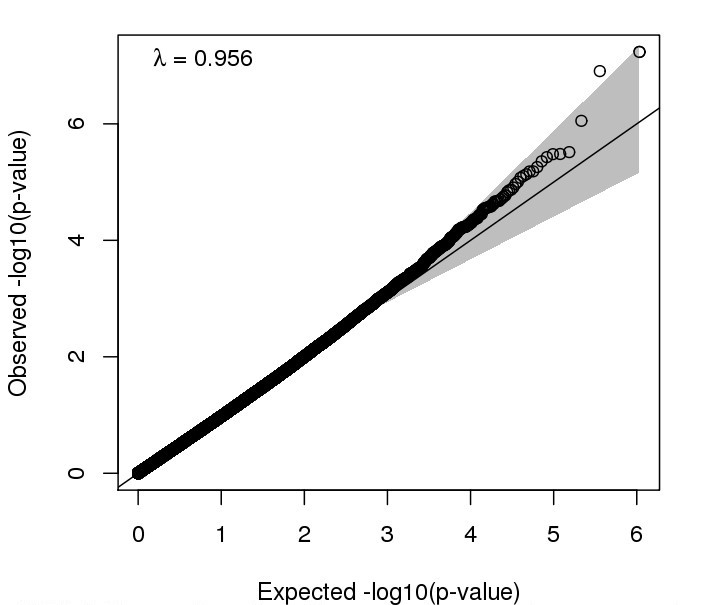 λ = 0.956
Observed -log10(p-value)
6
4
2
0
0 1 2 3 4 5 6
Expected -log10(p-value)